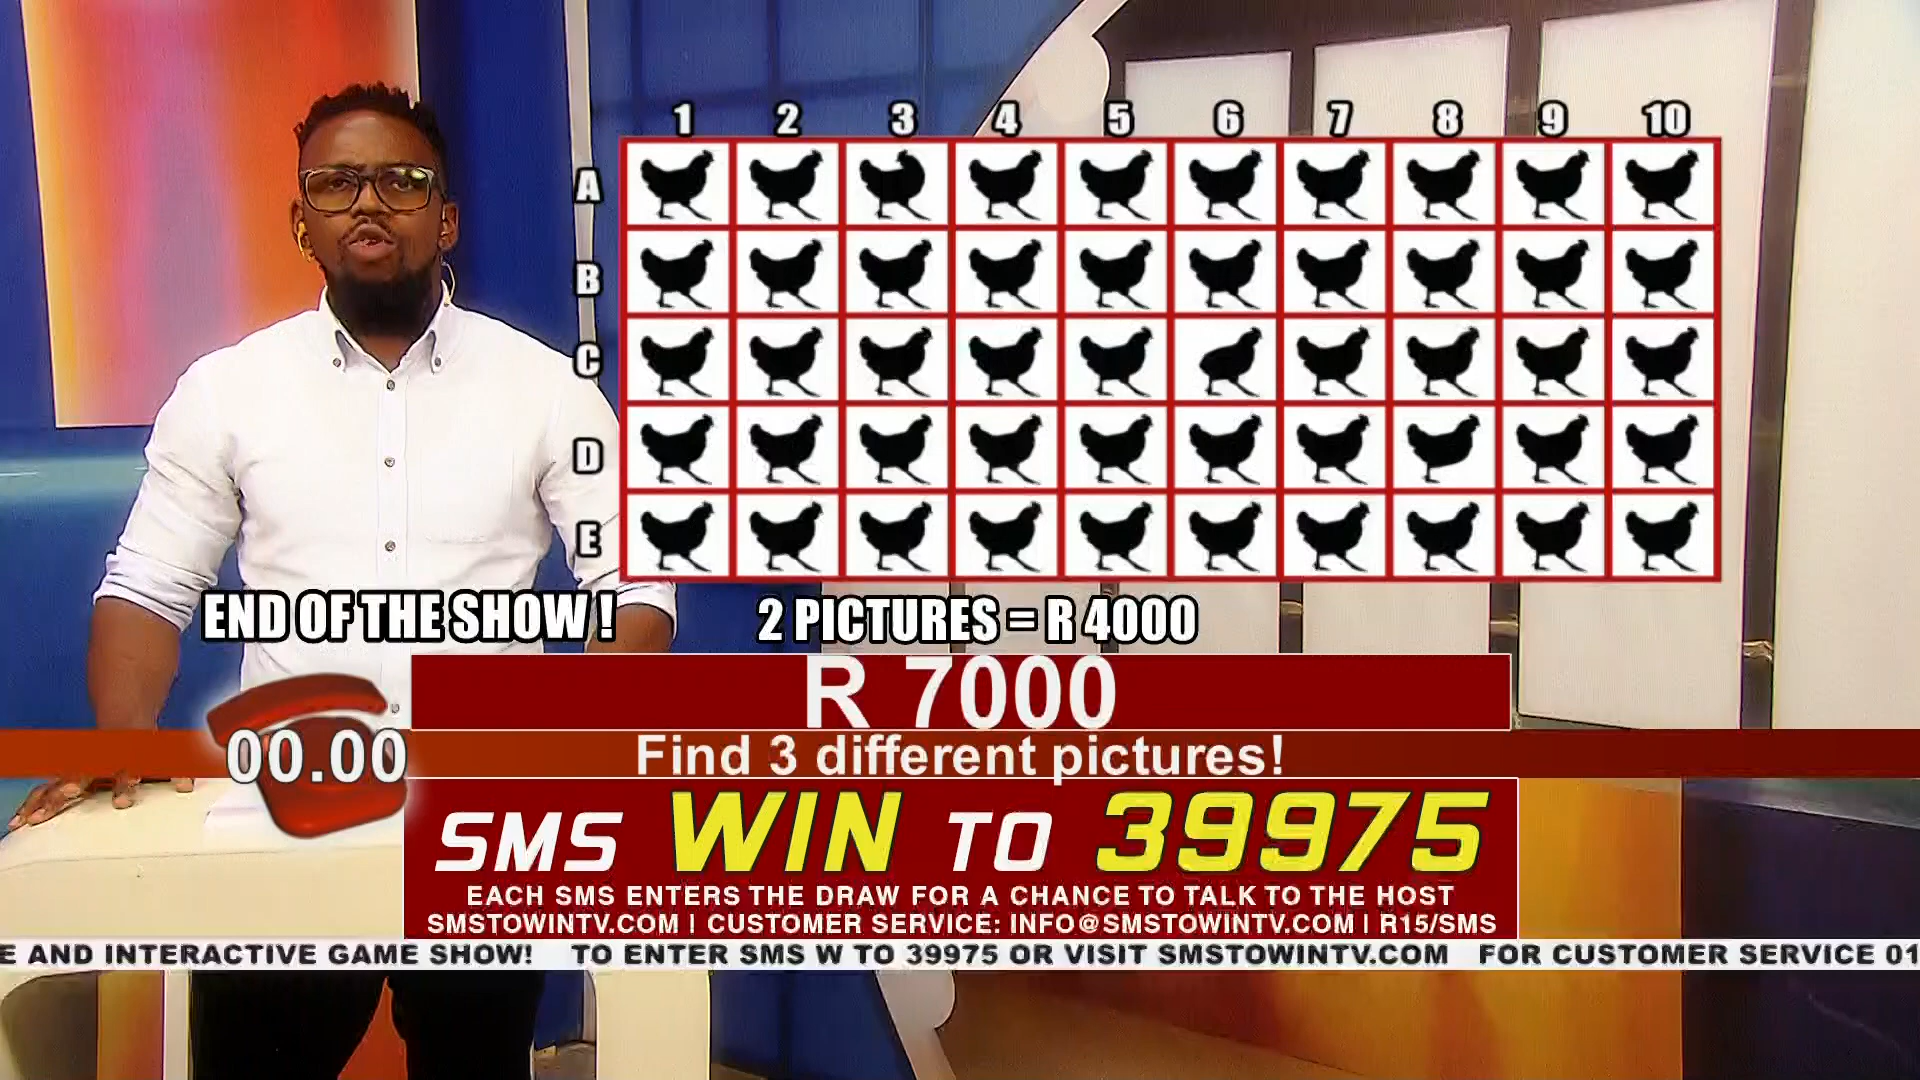 1 2 3 4 5 6 7 8 9 10
A
B
C
D
E
END OF THE SHOW !
2 PICTURES = R 4000
R 7000
00.00
Find 3 different pictures!
SMS WIN TO 39975
EACH SMS ENTERS THE DRAW FOR A CHANCE TO TALK TO THE HOST
SMSTOWINTV.COM | CUSTOMER SERVICE: INFO@SMSTOWINTV.COM | R15/SMS
E AND INTERACTIVE GAME SHOW! TO ENTER SMS W TO 39975 OR VISIT SMSTOWINTV.COM FOR CUSTOMER SERVICE 01